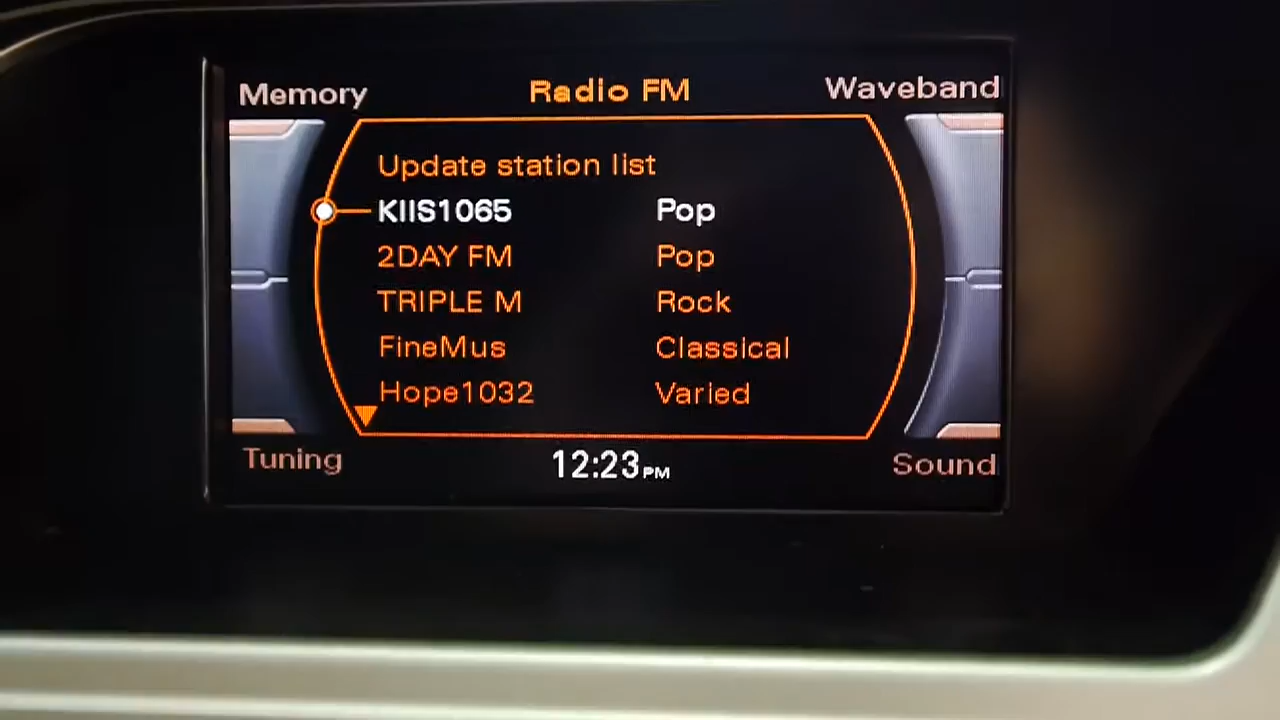 Memory Radio FM Waveband
Update station list
KIIS1065 Pop
2DAY FM Pop
TRIPLE M Rock
FineMus Classical
Hope1032 Varied
Tuning 12:23 PM Sound